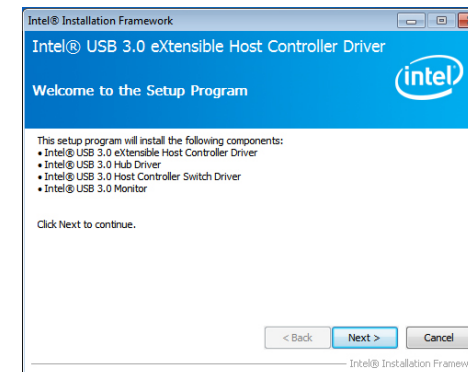 Intel® Installation Framework
Intel® USB 3.0 eXtensible Host Controller Driver
intel
Welcome to the Setup Program
This setup program will install the following components:
• Intel® USB 3.0 eXtensible Host Controller Driver
• Intel® USB 3.0 Hub Driver
• Intel® USB 3.0 Host Controller Switch Driver
• Intel® USB 3.0 Monitor
Click Next to continue.
< Back Next > Cancel
Intel® Installation Framew